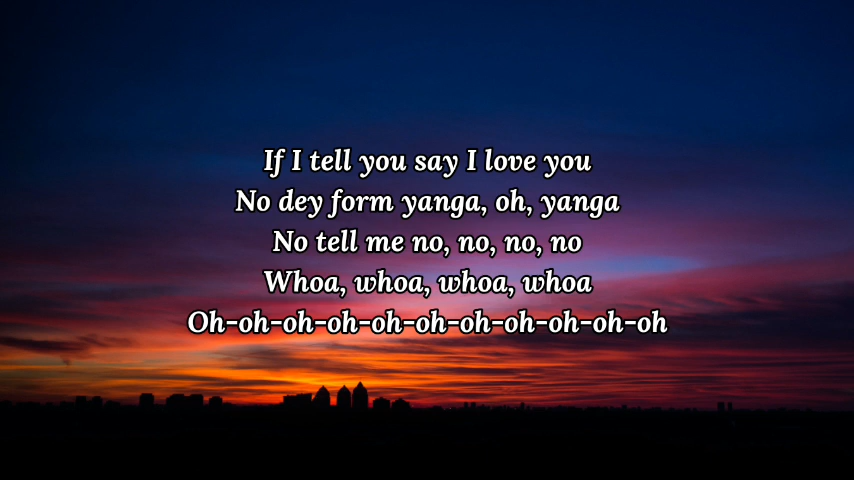 If I tell you say I love you
No dey form yanga, oh, yanga
No tell me no, no, no, no
Whoa, whoa, whoa, whoa
Oh-oh-oh-oh-oh-oh-oh-oh-oh-oh-oh